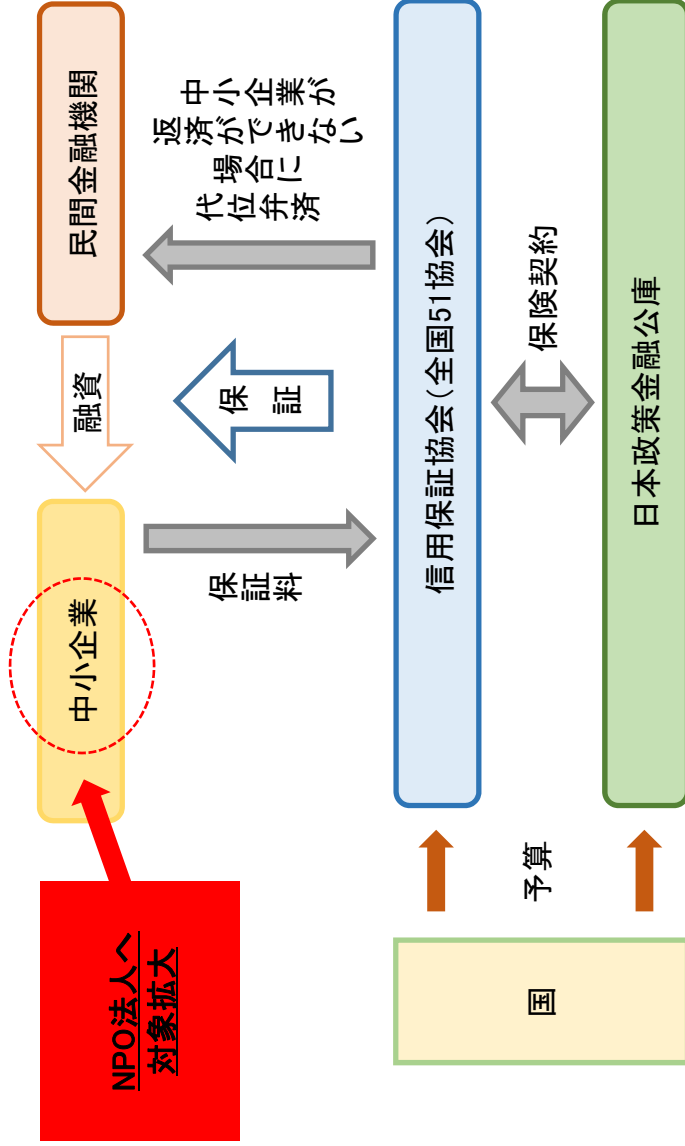 NPO法人へ
対象拡大
中小企業
融資
民間金融機関
保証料
保
証
中小企業が
返済ができない
場合に
代位弁済
国
予算
信用保証協会(全国51協会)
保険契約
日本政策金融公庫